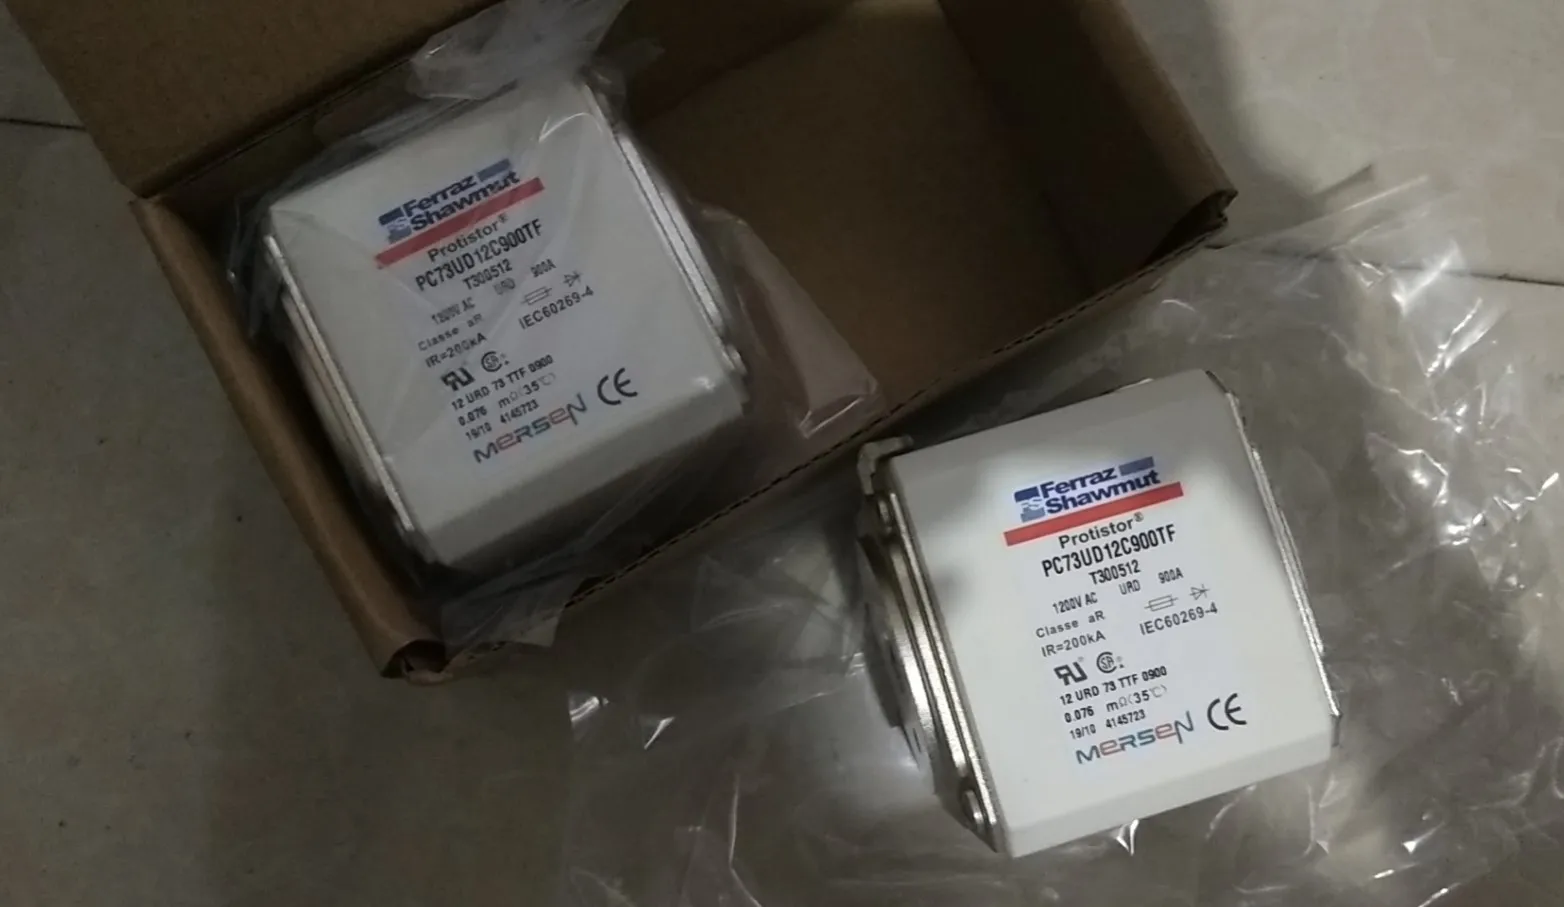 Ferraz
Shawmut
Protistor®
PC73UD12C900TF
T300512
1200V AC URD 900A
Classe aR
IR=200kA IEC60269-4
12 URD 73 TTF 0900
0.076 mΩ(35℃)
19/10 4145723
MERSEN CE
Ferraz
Shawmut
Protistor®
PC73UD12C900TF
T300512
1200V AC URD 900A
Classe aR
IR=200kA IEC60269-4
12 URD 73 TTF 0900
0.076 mΩ(35℃)
19/10 4145723
MERSEN CE